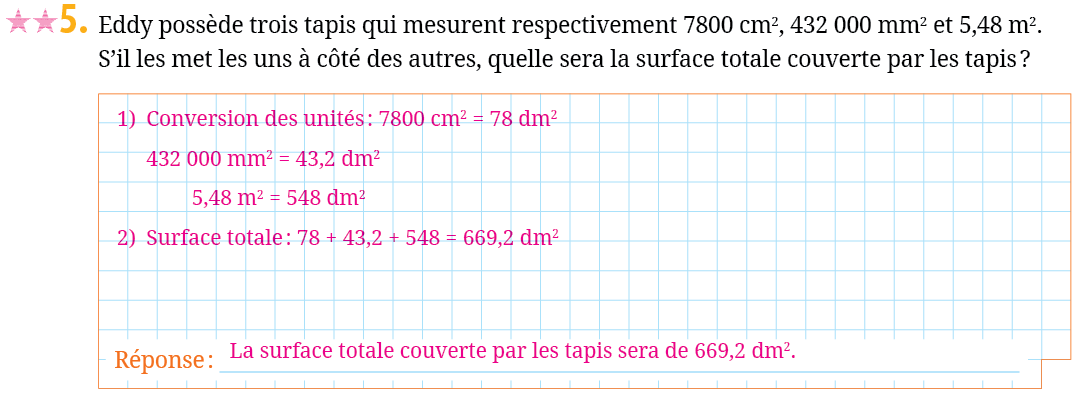 5. Eddy possède trois tapis qui mesurent respectivement 7800 cm², 432 000 mm² et 5,48 m².
S’il les met les uns à côté des autres, quelle sera la surface totale couverte par les tapis ?
1) Conversion des unités : 7800 cm² = 78 dm²
432 000 mm² = 43,2 dm²
5,48 m² = 548 dm²
2) Surface totale : 78 + 43,2 + 548 = 669,2 dm²
Réponse : La surface totale couverte par les tapis sera de 669,2 dm².